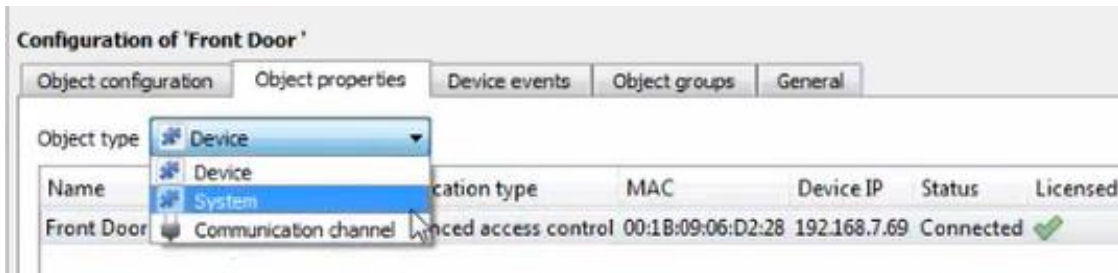 Configuration of 'Front Door '
Object configuration Object properties Device events Object groups General
Object type Device
Device
System
Communication channel
Name cation type MAC Device IP Status Licensed
Front Door nced access control 00:1B:09:06:D2:28 192.168.7.69 Connected